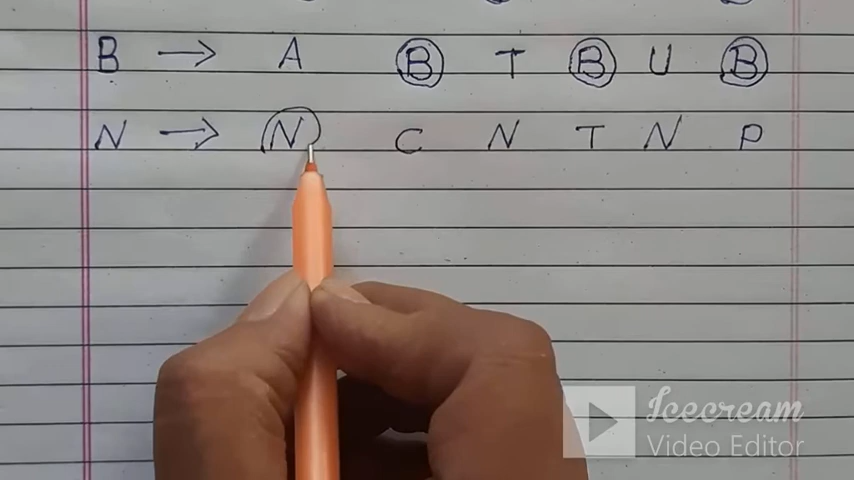 B → A B T B U B
N → N C N T N P
Icecream
Video Editor